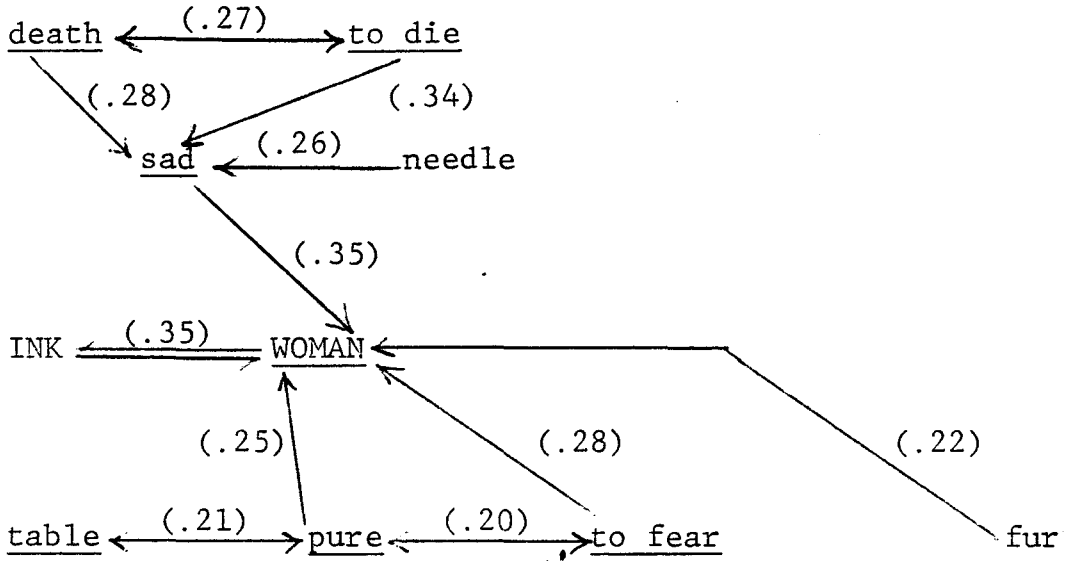 (.27)
death to die
(.28) (.34)
(.26)
sad needle
(.35)
(.35)
INK WOMAN
(.25) (.28) (.22)
(.21) (.20)
table pure to fear fur